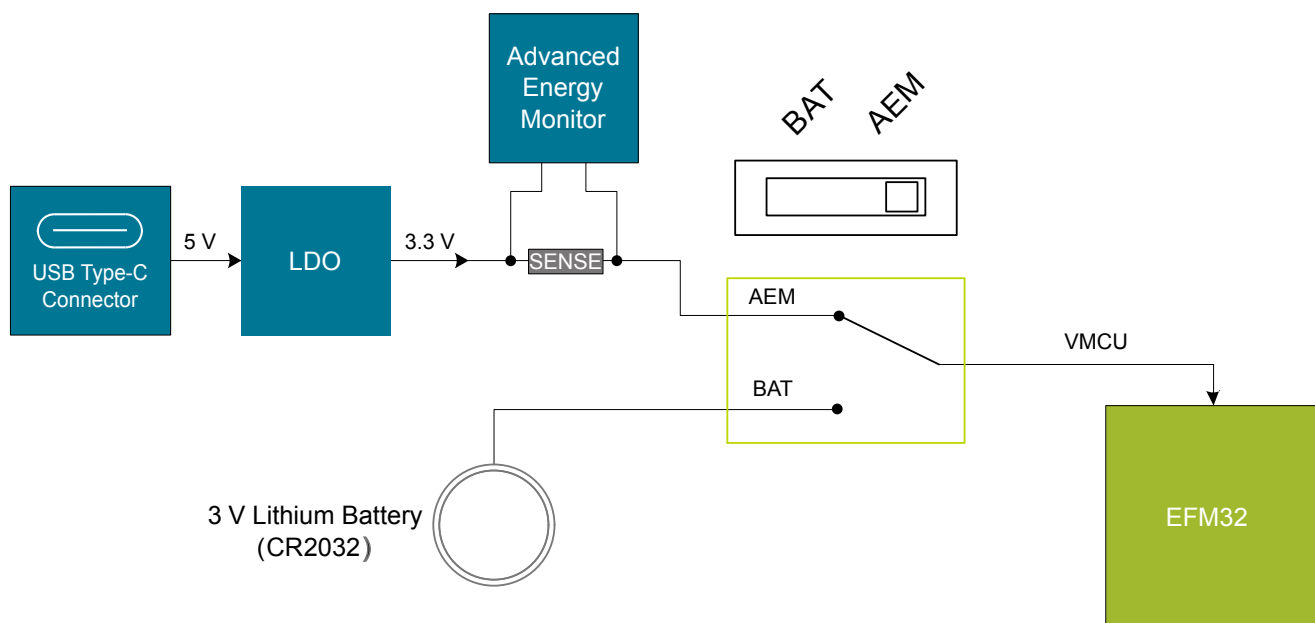 Advanced
Energy
Monitor
BAT
AEM
USB Type-C
Connector
5 V
LDO
3.3 V
SENSE
AEM
VMCU
BAT
3 V Lithium Battery
(CR2032)
EFM32